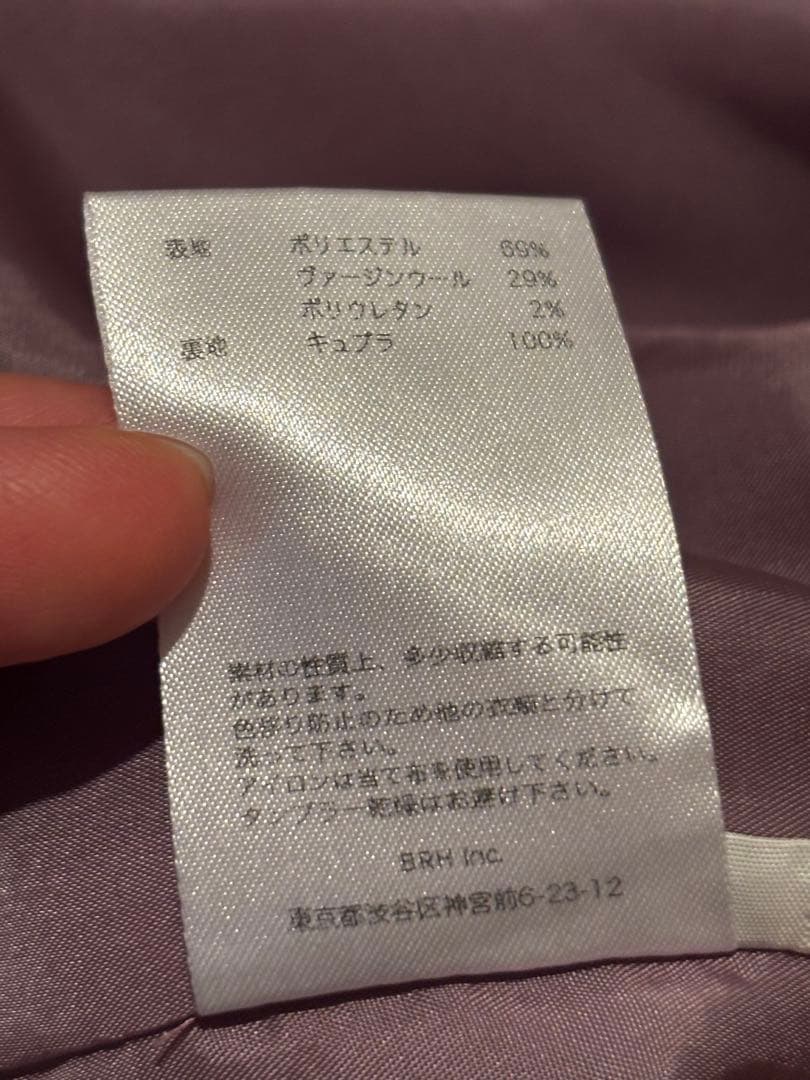 表地 ポリエステル 69%
ヴァージンウール 29%
ポリウレタン 2%
裏地 キュプラ 100%
素材の性質上、多少収縮する可能性
があります。
色移り防止のため他の衣類と分けて
洗って下さい。
アイロンは当て布を使用してください。
タンブラー乾燥はお避け下さい。
BRH Inc.
東京都渋谷区神宮前6-23-12